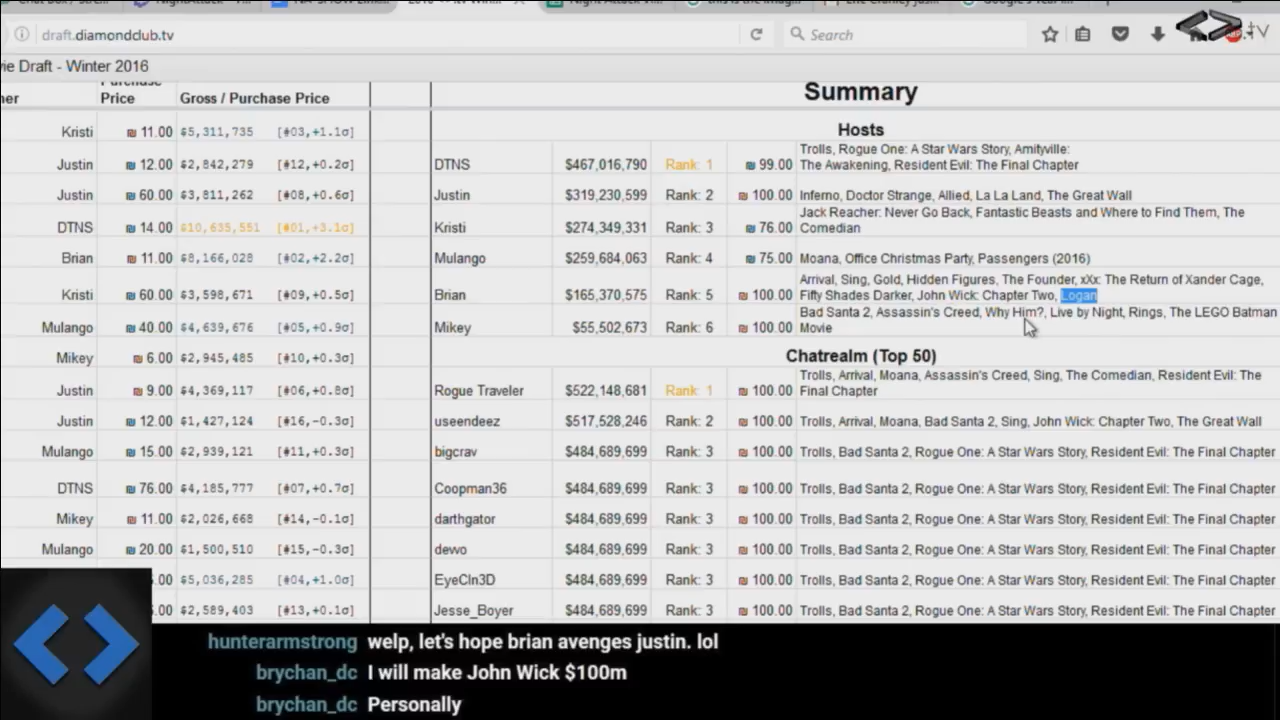 draft.diamondclub.tv
Search
.TV
vie Draft - Winter 2016
ner
Purchase Price
Gross / Purchase Price
Summary
Hosts
Kristi ₪ 11.00 $5,311,735 [#03,+1.1σ]
Justin ₪ 12.00 $2,842,279 [#12,+0.2σ]
Justin ₪ 60.00 $3,811,262 [#08,+0.6σ]
DTNS ₪ 14.00 $10,635,551 [#01,+3.1σ]
Brian ₪ 11.00 $8,166,028 [#02,+2.2σ]
Kristi ₪ 60.00 $3,598,671 [#09,+0.5σ]
Mulango ₪ 40.00 $4,639,676 [#05,+0.9σ]
Mikey ₪ 6.00 $2,945,485 [#10,+0.3σ]
Justin ₪ 9.00 $4,369,117 [#06,+0.8σ]
Justin ₪ 12.00 $1,427,124 [#16,-0.3σ]
Mulango ₪ 15.00 $2,939,121 [#11,+0.3σ]
DTNS ₪ 76.00 $4,185,777 [#07,+0.7σ]
Mikey ₪ 11.00 $2,026,668 [#14,-0.1σ]
Mulango ₪ 20.00 $1,500,510 [#15,-0.3σ]
.00 $5,036,285 [#04,+1.0σ]
.00 $2,589,403 [#13,+0.1σ]
DTNS $467,016,790 Rank: 1 ₪ 99.00 Trolls, Rogue One: A Star Wars Story, Amityville:
The Awakening, Resident Evil: The Final Chapter
Justin $319,230,599 Rank: 2 ₪ 100.00 Inferno, Doctor Strange, Allied, La La Land, The Great Wall
Kristi $274,349,331 Rank: 3 ₪ 76.00 Jack Reacher: Never Go Back, Fantastic Beasts and Where to Find Them, The
Comedian
Mulango $259,684,063 Rank: 4 ₪ 75.00 Moana, Office Christmas Party, Passengers (2016)
Brian $165,370,575 Rank: 5 ₪ 100.00 Arrival, Sing, Gold, Hidden Figures, The Founder, xXx: The Return of Xander Cage,
Fifty Shades Darker, John Wick: Chapter Two, Logan
Mikey $55,502,673 Rank: 6 ₪ 100.00 Bad Santa 2, Assassin's Creed, Why Him?, Live by Night, Rings, The LEGO Batman
Movie
Chatrealm (Top 50)
Rogue Traveler $522,148,681 Rank: 1 ₪ 100.00 Trolls, Arrival, Moana, Assassin's Creed, Sing, The Comedian, Resident Evil: The
Final Chapter
useendeez $517,528,246 Rank: 2 ₪ 100.00 Trolls, Arrival, Moana, Bad Santa 2, Sing, John Wick: Chapter Two, The Great Wall
bigcrav $484,689,699 Rank: 3 ₪ 100.00 Trolls, Bad Santa 2, Rogue One: A Star Wars Story, Resident Evil: The Final Chapter
Coopman36 $484,689,699 Rank: 3 ₪ 100.00 Trolls, Bad Santa 2, Rogue One: A Star Wars Story, Resident Evil: The Final Chapter
darthgator $484,689,699 Rank: 3 ₪ 100.00 Trolls, Bad Santa 2, Rogue One: A Star Wars Story, Resident Evil: The Final Chapter
devvo $484,689,699 Rank: 3 ₪ 100.00 Trolls, Bad Santa 2, Rogue One: A Star Wars Story, Resident Evil: The Final Chapter
EyeCln3D $484,689,699 Rank: 3 ₪ 100.00 Trolls, Bad Santa 2, Rogue One: A Star Wars Story, Resident Evil: The Final Chapter
Jesse_Boyer $484,689,699 Rank: 3 ₪ 100.00 Trolls, Bad Santa 2, Rogue One: A Star Wars Story, Resident Evil: The Final Chapter
hunterarmstrong welp, let's hope brian avenges justin. lol
brychan_dc I will make John Wick $100m
brychan_dc Personally